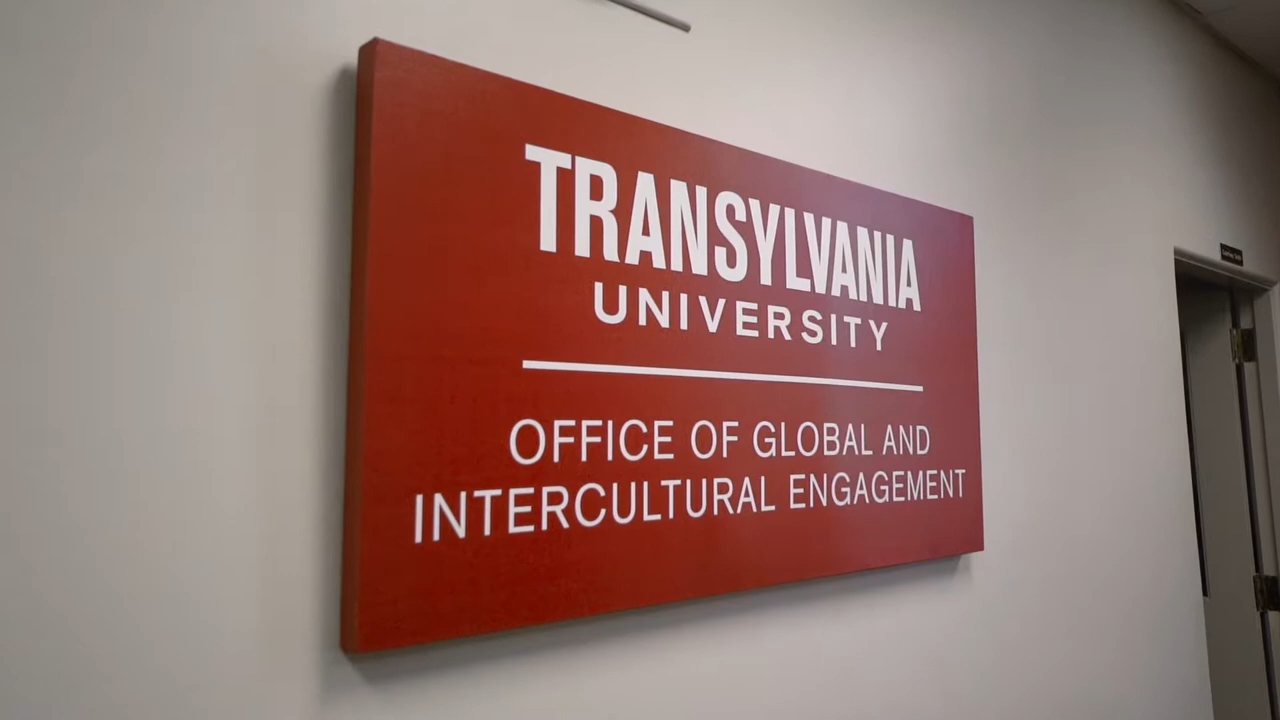 TRANSYLVANIA
UNIVERSITY
OFFICE OF GLOBAL AND
INTERCULTURAL ENGAGEMENT